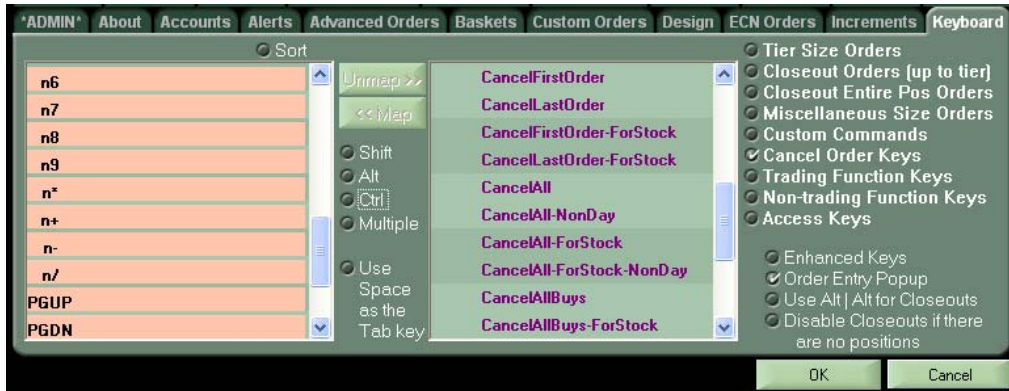 *ADMIN* About Accounts Alerts Advanced Orders Baskets Custom Orders Design ECN Orders Increments Keyboard
Sort
n6
n7
n8
n9
n*
n+
n-
n/
PGUP
PGDN
Unmap >>
<< Map
Shift
Alt
Ctrl
Multiple
Use
Space
as the
Tab key
CancelFirstOrder
CancelLastOrder
CancelFirstOrder-ForStock
CancelLastOrder-ForStock
CancelAll
CancelAll-NonDay
CancelAll-ForStock
CancelAll-ForStock-NonDay
CancelAllBuys
CancelAllBuys-ForStock
Tier Size Orders
Closeout Orders (up to tier)
Closeout Entire Pos Orders
Miscellaneous Size Orders
Custom Commands
Cancel Order Keys
Trading Function Keys
Non-trading Function Keys
Access Keys
Enhanced Keys
Order Entry Popup
Use Alt | Alt for Closeouts
Disable Closeouts if there
are no positions
OK Cancel